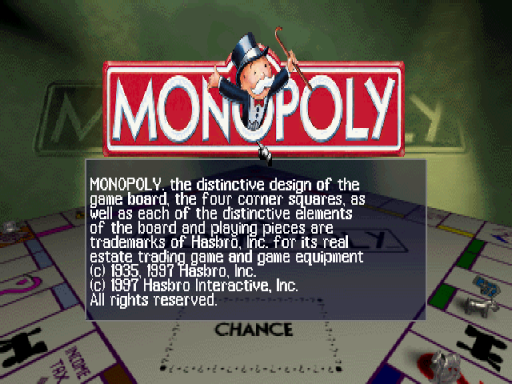 MONOPOLY
MONOPOLY, the distinctive design of the
game board, the four corner squares, as
well as each of the distinctive elements
of the board and playing pieces are
trademarks of Hasbro, Inc. for its real
estate trading game and game equipment
(c) 1935, 1997 Hasbro, Inc.
(c) 1997 Hasbro Interactive, Inc.
All rights reserved.
CHANCE
INCOME
TAX